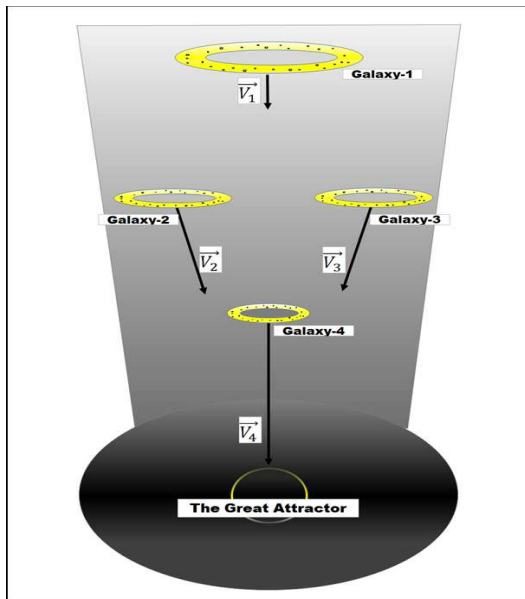 Galaxy-1
V₁
Galaxy-2
Galaxy-3
V₂
V₃
Galaxy-4
V₄
The Great Attractor